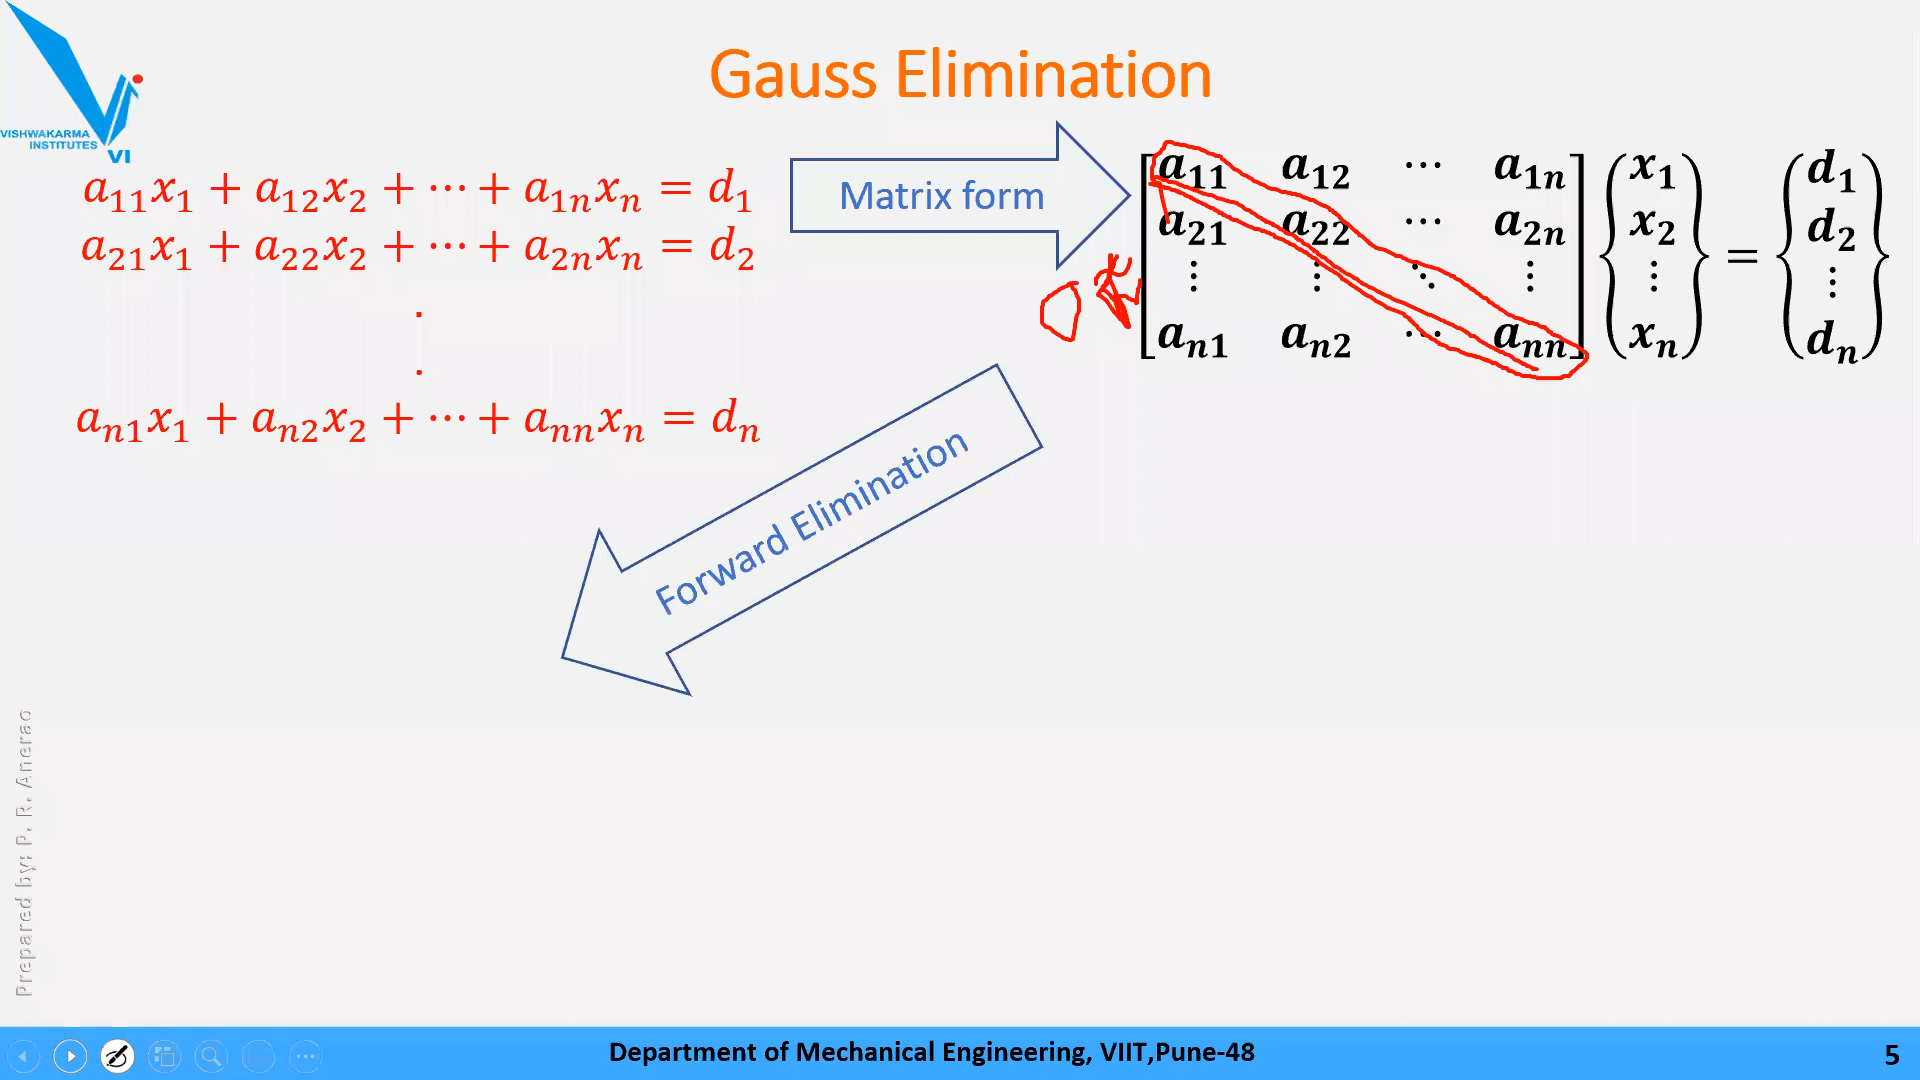 Gauss Elimination
VISHWAKARMA
INSTITUTES
VI
a₁₁x₁ + a₁₂x₂ + ⋯ + a₁ₙxₙ = d₁
a₂₁x₁ + a₂₂x₂ + ⋯ + a₂ₙxₙ = d₂
.
.
aₙ₁x₁ + aₙ₂x₂ + ⋯ + aₙₙxₙ = dₙ
Matrix form
[a₁₁ a₁₂ ⋯ a₁ₙ] {x₁} {d₁}
[a₂₁ a₂₂ ⋯ a₂ₙ] {x₂} = {d₂}
[⋮ ⋮ ⋱ ⋮] {⋮} {⋮}
[aₙ₁ aₙ₂ ⋯ aₙₙ] {xₙ} {dₙ}
Forward Elimination
Prepared by: P. R. Anerao
Department of Mechanical Engineering, VIIT,Pune-48
5